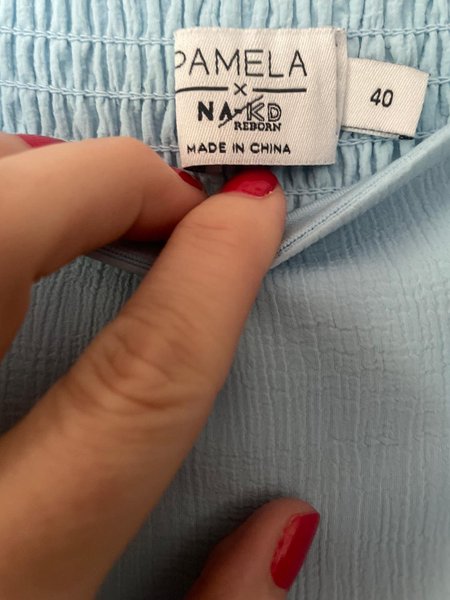 PAMELA
×
NA-KD
REBORN
MADE IN CHINA
40